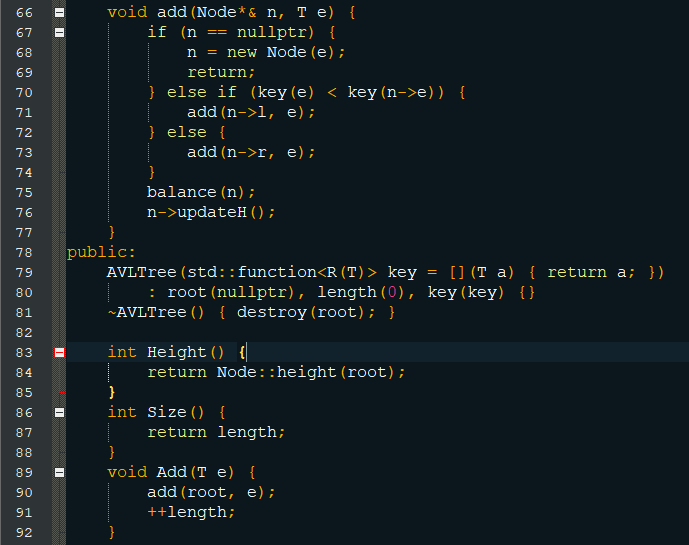 66     void add(Node*& n, T e) {
67         if (n == nullptr) {
68             n = new Node(e);
69             return;
70         } else if (key(e) < key(n->e)) {
71             add(n->l, e);
72         } else {
73             add(n->r, e);
74         }
75         balance(n);
76         n->updateH();
77     }
78 public:
79     AVLTree(std::function<R(T)> key = [](T a) { return a; })
80         : root(nullptr), length(0), key(key) {}
81     ~AVLTree() { destroy(root); }
82
83     int Height() {
84         return Node::height(root);
85     }
86     int Size() {
87         return length;
88     }
89     void Add(T e) {
90         add(root, e);
91         ++length;
92     }